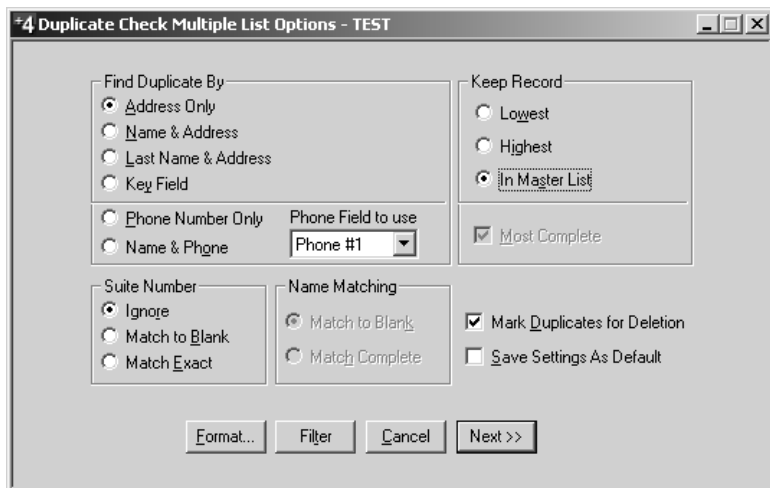 +4 Duplicate Check Multiple List Options - TEST
Find Duplicate By
Address Only
Name & Address
Last Name & Address
Key Field
Phone Number Only
Name & Phone
Phone Field to use
Phone #1
Keep Record
Lowest
Highest
In Master List
Most Complete
Suite Number
Ignore
Match to Blank
Match Exact
Name Matching
Match to Blank
Match Complete
Mark Duplicates for Deletion
Save Settings As Default
Format...
Filter
Cancel
Next >>